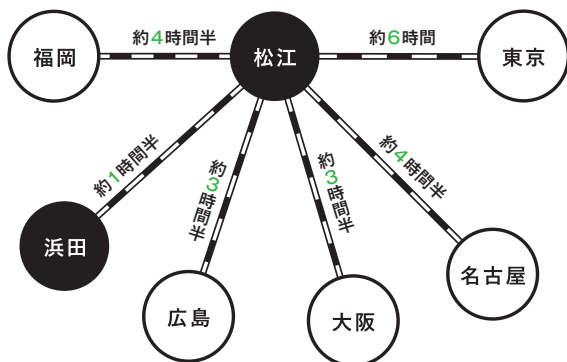 福岡
約4時間半
松江
約6時間
東京
約1時間半
約3時間半
約3時間半
約4時間半
浜田
広島
大阪
名古屋